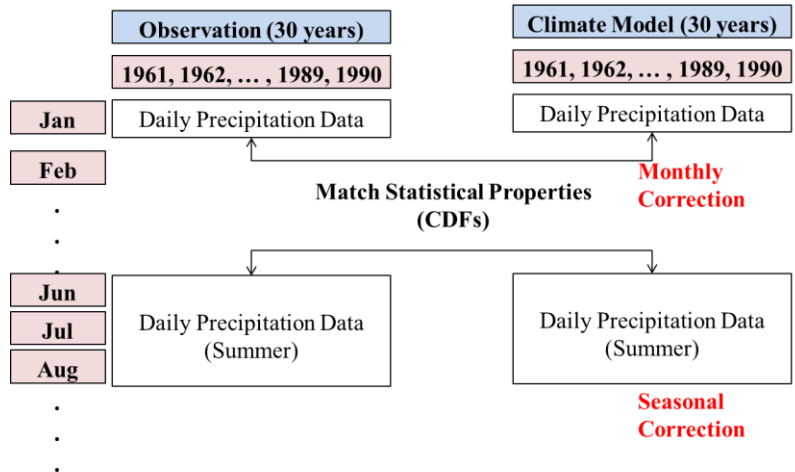 Observation (30 years)
Climate Model (30 years)
1961, 1962, … , 1989, 1990
1961, 1962, … , 1989, 1990
Jan
Daily Precipitation Data
Daily Precipitation Data
Feb
Monthly
Correction
Match Statistical Properties
(CDFs)
.
.
.
Jun
Jul
Aug
Daily Precipitation Data
(Summer)
Daily Precipitation Data
(Summer)
Seasonal
Correction
.
.
.